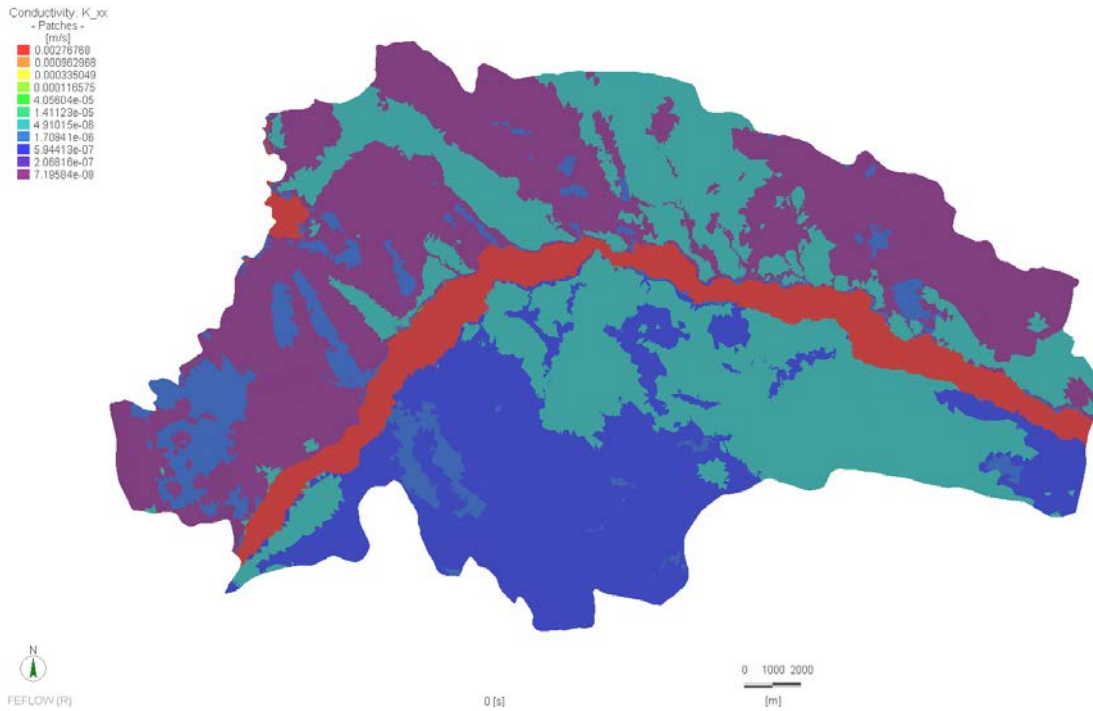 Conductivity: K_xx
- Patches -
[m/s]
0.00276768
0.000962968
0.000335049
0.000116575
4.05604e-05
1.41123e-05
4.91015e-06
1.70841e-06
5.94413e-07
2.06816e-07
7.19584e-08
N
FEFLOW (R)
0 [s]
0 1000 2000
[m]